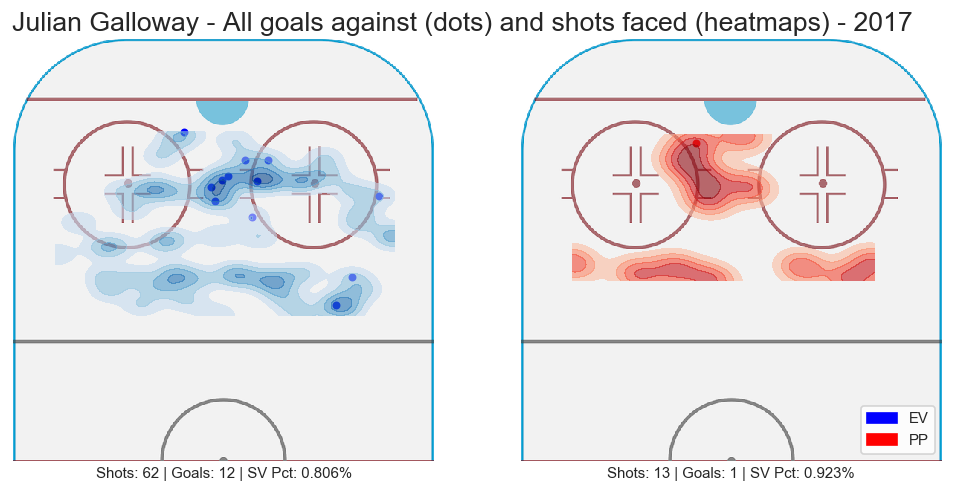 Julian Galloway - All goals against (dots) and shots faced (heatmaps) - 2017
EV
PP
Shots: 62 | Goals: 12 | SV Pct: 0.806%
Shots: 13 | Goals: 1 | SV Pct: 0.923%